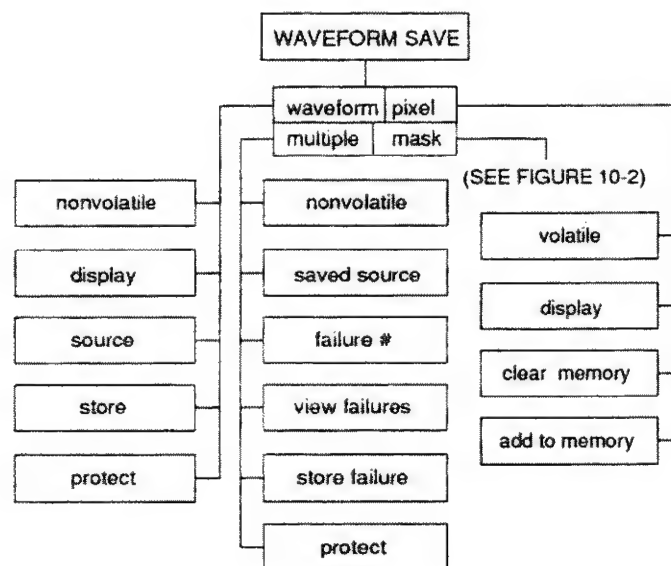 WAVEFORM SAVE
waveform pixel
multiple mask
(SEE FIGURE 10-2)
nonvolatile
display
source
store
protect
nonvolatile
saved source
failure #
view failures
store failure
protect
volatile
display
clear memory
add to memory